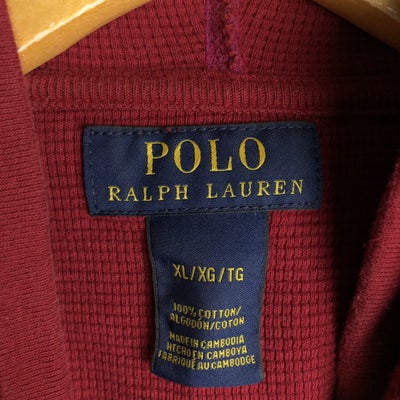 POLO
RALPH LAUREN
XL/XG/TG
100% COTTON/
ALGODÓN/COTON
MADE IN CAMBODIA
HECHO EN CAMBOYA
FABRIQUÉ AU CAMBODGE